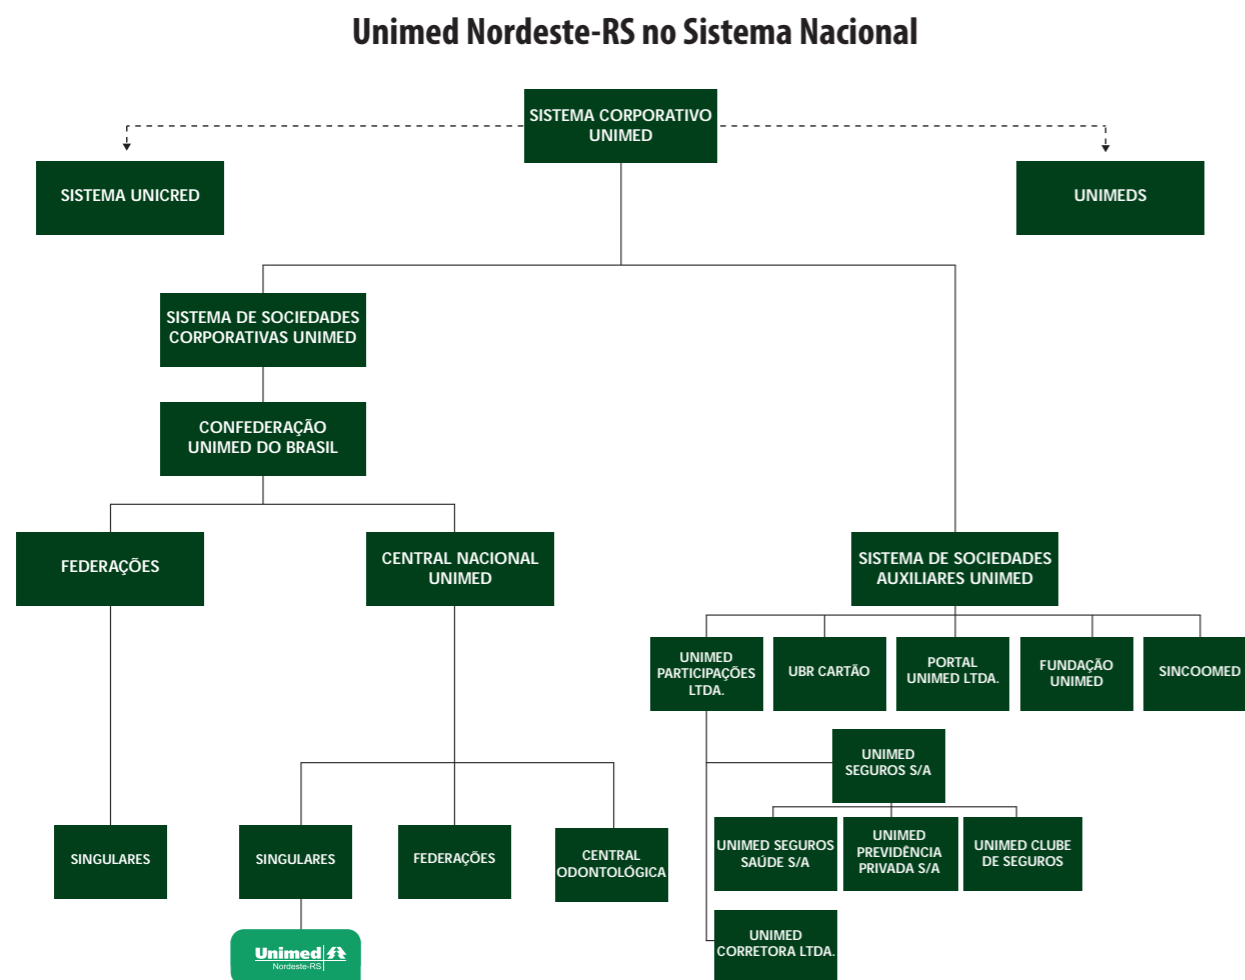 Unimed Nordeste-RS no Sistema Nacional
SISTEMA CORPORATIVO
UNIMED
SISTEMA UNICRED
UNIMEDS
SISTEMA DE SOCIEDADES
CORPORATIVAS UNIMED
CONFEDERAÇÃO
UNIMED DO BRASIL
FEDERAÇÕES
CENTRAL NACIONAL
UNIMED
SISTEMA DE SOCIEDADES
AUXILIARES UNIMED
UNIMED
PARTICIPAÇÕES
LTDA.
UBR CARTÃO
PORTAL
UNIMED LTDA.
FUNDAÇÃO
UNIMED
SINCOOMED
UNIMED
SEGUROS S/A
SINGULARES
SINGULARES
FEDERAÇÕES
CENTRAL
ODONTOLÓGICA
UNIMED SEGUROS
SAÚDE S/A
UNIMED
PREVIDÊNCIA
PRIVADA S/A
UNIMED CLUBE
DE SEGUROS
Unimed
Nordeste-RS
UNIMED
CORRETORA LTDA.